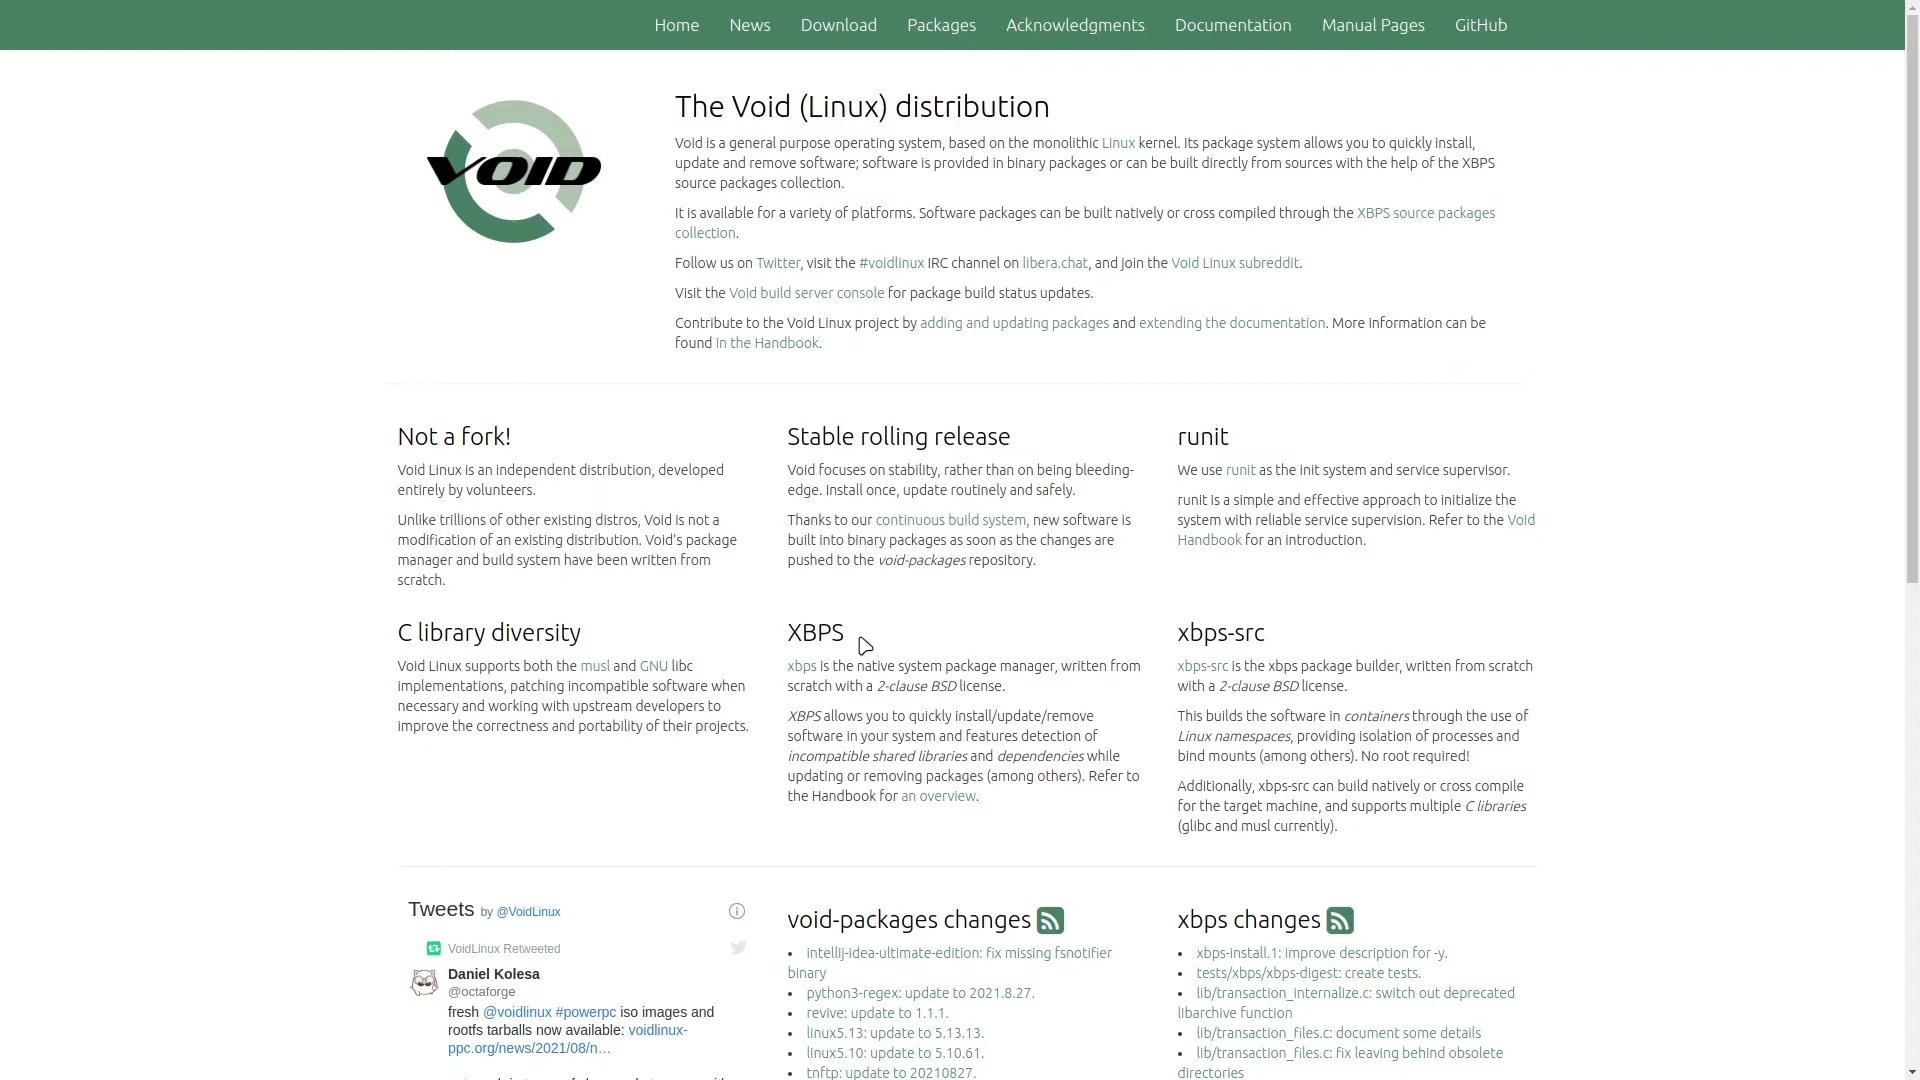 Home News Download Packages Acknowledgments Documentation Manual Pages GitHub
VOID
The Void (Linux) distribution
Void is a general purpose operating system, based on the monolithic Linux kernel. Its package system allows you to quickly install,
update and remove software; software is provided in binary packages or can be built directly from sources with the help of the XBPS
source packages collection.
It is available for a variety of platforms. Software packages can be built natively or cross compiled through the XBPS source packages
collection.
Follow us on Twitter, visit the #voidlinux IRC channel on libera.chat, and join the Void Linux subreddit.
Visit the Void build server console for package build status updates.
Contribute to the Void Linux project by adding and updating packages and extending the documentation. More information can be
found in the Handbook.
Not a fork!
Void Linux is an independent distribution, developed
entirely by volunteers.
Unlike trillions of other existing distros, Void is not a
modification of an existing distribution. Void's package
manager and build system have been written from
scratch.
Stable rolling release
Void focuses on stability, rather than on being bleeding-
edge. Install once, update routinely and safely.
Thanks to our continuous build system, new software is
built into binary packages as soon as the changes are
pushed to the void-packages repository.
runit
We use runit as the init system and service supervisor.
runit is a simple and effective approach to initialize the
system with reliable service supervision. Refer to the Void
Handbook for an introduction.
C library diversity
Void Linux supports both the musl and GNU libc
implementations, patching incompatible software when
necessary and working with upstream developers to
improve the correctness and portability of their projects.
XBPS
xbps is the native system package manager, written from
scratch with a 2-clause BSD license.
XBPS allows you to quickly install/update/remove
software in your system and features detection of
incompatible shared libraries and dependencies while
updating or removing packages (among others). Refer to
the Handbook for an overview.
xbps-src
xbps-src is the xbps package builder, written from scratch
with a 2-clause BSD license.
This builds the software in containers through the use of
Linux namespaces, providing isolation of processes and
bind mounts (among others). No root required!
Additionally, xbps-src can build natively or cross compile
for the target machine, and supports multiple C libraries
(glibc and musl currently).
Tweets by @VoidLinux
VoidLinux Retweeted
Daniel Kolesa
@octaforge
fresh @voidlinux #powerpc iso images and
rootfs tarballs now available: voidlinux-
ppc.org/news/2021/08/n…
void-packages changes
• intellij-idea-ultimate-edition: fix missing fsnotifier
binary
• python3-regex: update to 2021.8.27.
• revive: update to 1.1.1.
• linux5.13: update to 5.13.13.
• linux5.10: update to 5.10.61.
• tnftp: update to 20210827.
xbps changes
• xbps-install.1: improve description for -y.
• tests/xbps/xbps-digest: create tests.
• lib/transaction_internalize.c: switch out deprecated
libarchive function
• lib/transaction_files.c: document some details
• lib/transaction_files.c: fix leaving behind obsolete
directories